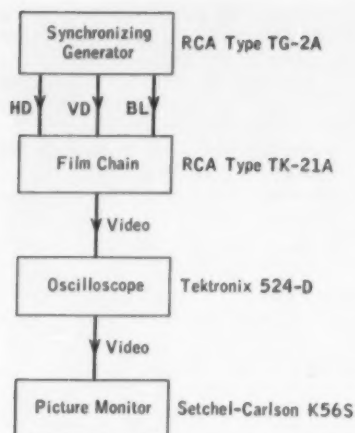 Synchronizing
Generator
RCA Type TG-2A
HD
VD
BL
Film Chain
RCA Type TK-21A
Video
Oscilloscope
Tektronix 524-D
Video
Picture Monitor
Setchel-Carlson K56S